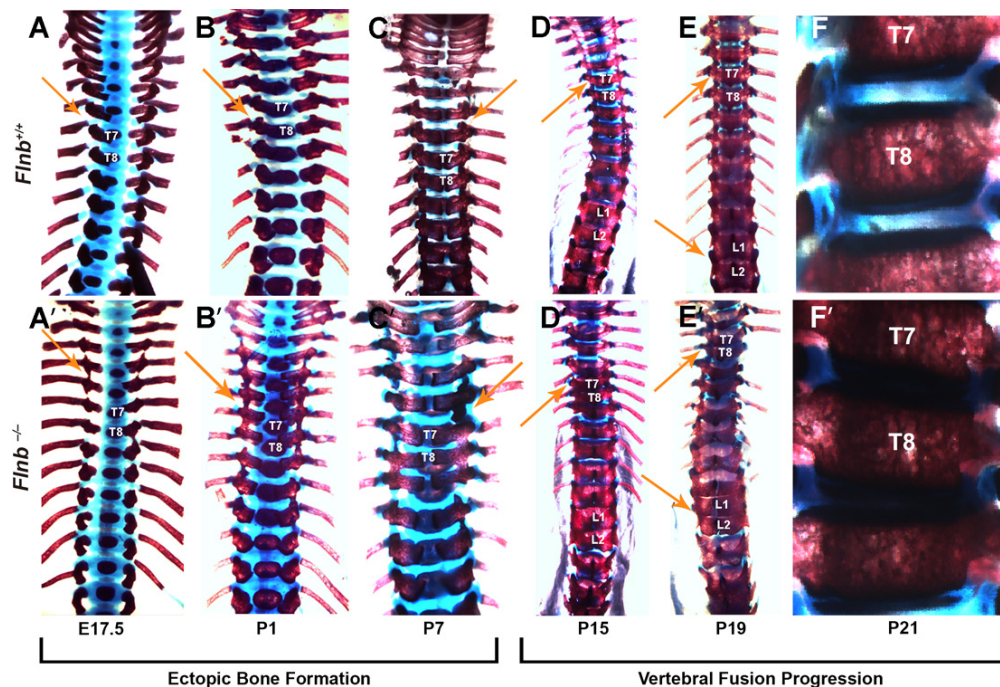 A B C D E F
T7
T8
T7
T8
T7
T8
T7
T8
L1
L2
T7
T8
L1
L2
T7
T8
Flnb+/+
A′ B′ C′ D′ E′ F′
T7
T8
T7
T8
T7
T8
T7
T8
L1
L2
T7
T8
L1
L2
T7
T8
Flnb −/−
E17.5 P1 P7 P15 P19 P21
Ectopic Bone Formation Vertebral Fusion Progression